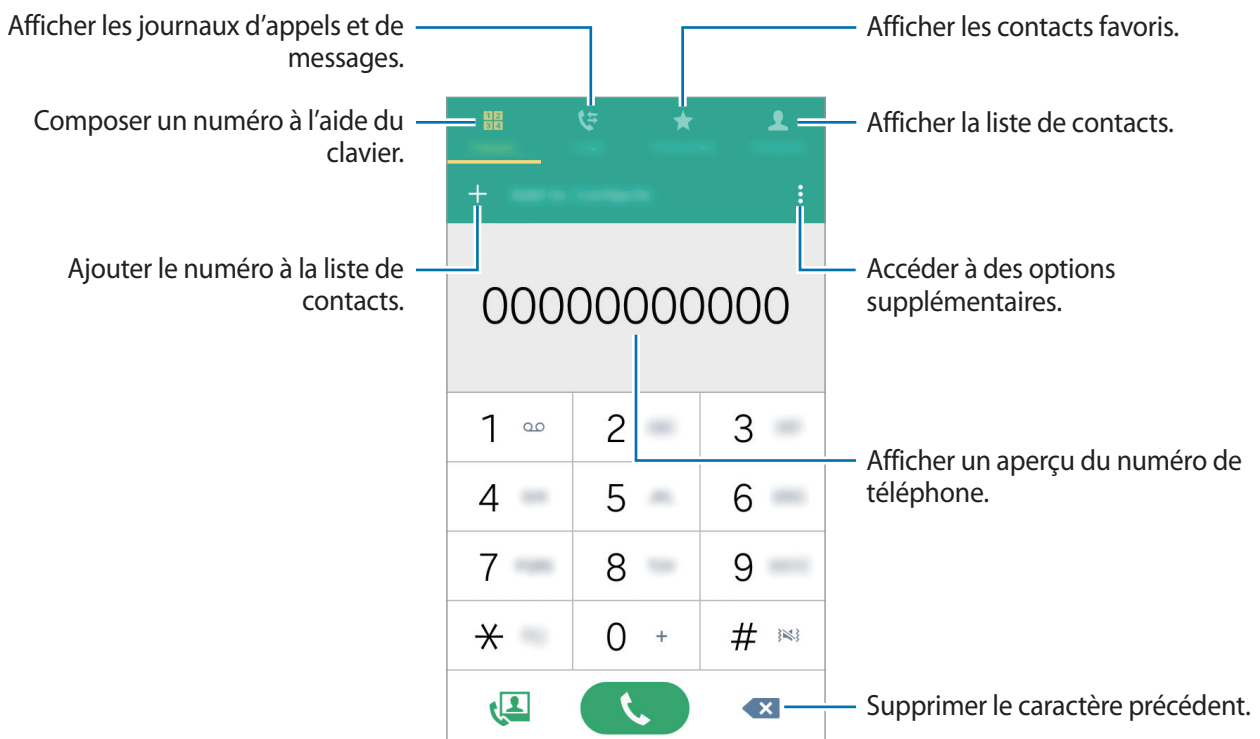 Afficher les journaux d'appels et de
messages.
Afficher les contacts favoris.
Composer un numéro à l'aide du
clavier.
Afficher la liste de contacts.
Ajouter le numéro à la liste de
contacts.
Accéder à des options
supplémentaires.
00000000000
1 2 3
Afficher un aperçu du numéro de
téléphone.
4 5 6
7 8 9
* 0 + #
Supprimer le caractère précédent.